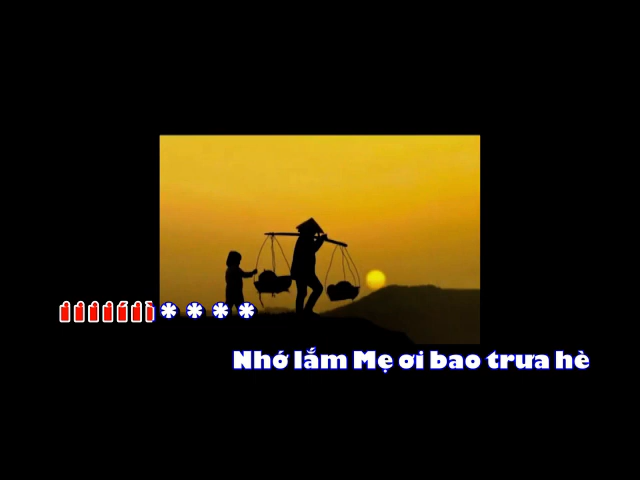 * * * *
Nhớ lắm Mẹ ơi bao trưa hè